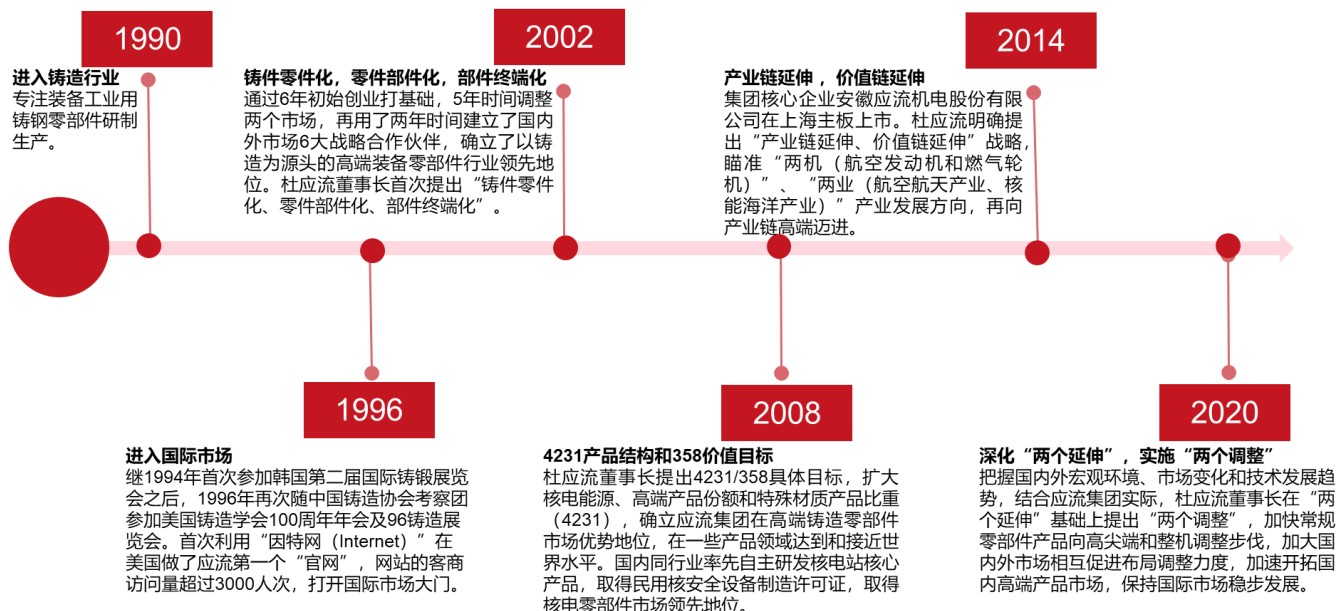 1990
进入铸造行业
专注装备工业用
铸钢零部件研制
生产。
1996
进入国际市场
继1994年首次参加韩国第二届国际铸锻展览
会之后，1996年再次随中国铸造协会考察团
参加美国铸造学会100周年年会及96铸造展
览会。首次利用“因特网（Internet）”在
美国做了应流第一个“官网”，网站的客商
访问量超过3000人次，打开国际市场大门。
2002
铸件零件化，零件部件化，部件终端化
通过6年初始创业打基础，5年时间调整
两个市场，再用了两年时间建立了国内
外市场6大战略合作伙伴，确立了以铸
造为源头的高端装备零部件行业领先地
位。杜应流董事长首次提出“铸件零件
化、零件部件化、部件终端化”。
2008
4231产品结构和358价值目标
杜应流董事长提出4231/358具体目标，扩大
核电能源、高端产品份额和特殊材质产品比重
（4231），确立应流集团在高端铸造零部件
市场优势地位，在一些产品领域达到和接近世
界水平。国内同行业率先自主研发核电站核心
产品，取得民用核安全设备制造许可证，取得
核电零部件市场领先地位。
2014
产业链延伸，价值链延伸
集团核心企业安徽应流机电股份有限
公司在上海主板上市。杜应流明确提
出“产业链延伸、价值链延伸”战略，
瞄准“两机（航空发动机和燃气轮
机）”、“两业（航空航天产业、核
能海洋产业）”产业发展方向，再向
产业链高端迈进。
2020
深化“两个延伸”，实施“两个调整”
把握国内外宏观环境、市场变化和技术发展趋
势，结合应流集团实际，杜应流董事长在“两
个延伸”基础上提出“两个调整”，加快常规
零部件产品向高尖端和整机调整步伐，加大国
内外市场相互促进布局调整力度，加速开拓国
内高端产品市场，保持国际市场稳步发展。